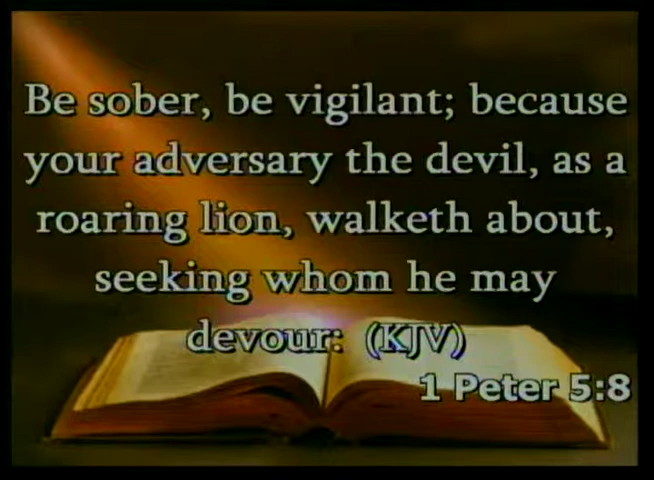 Be sober, be vigilant; because
your adversary the devil, as a
roaring lion, walketh about,
seeking whom he may
devour: (KJV)
1 Peter 5:8